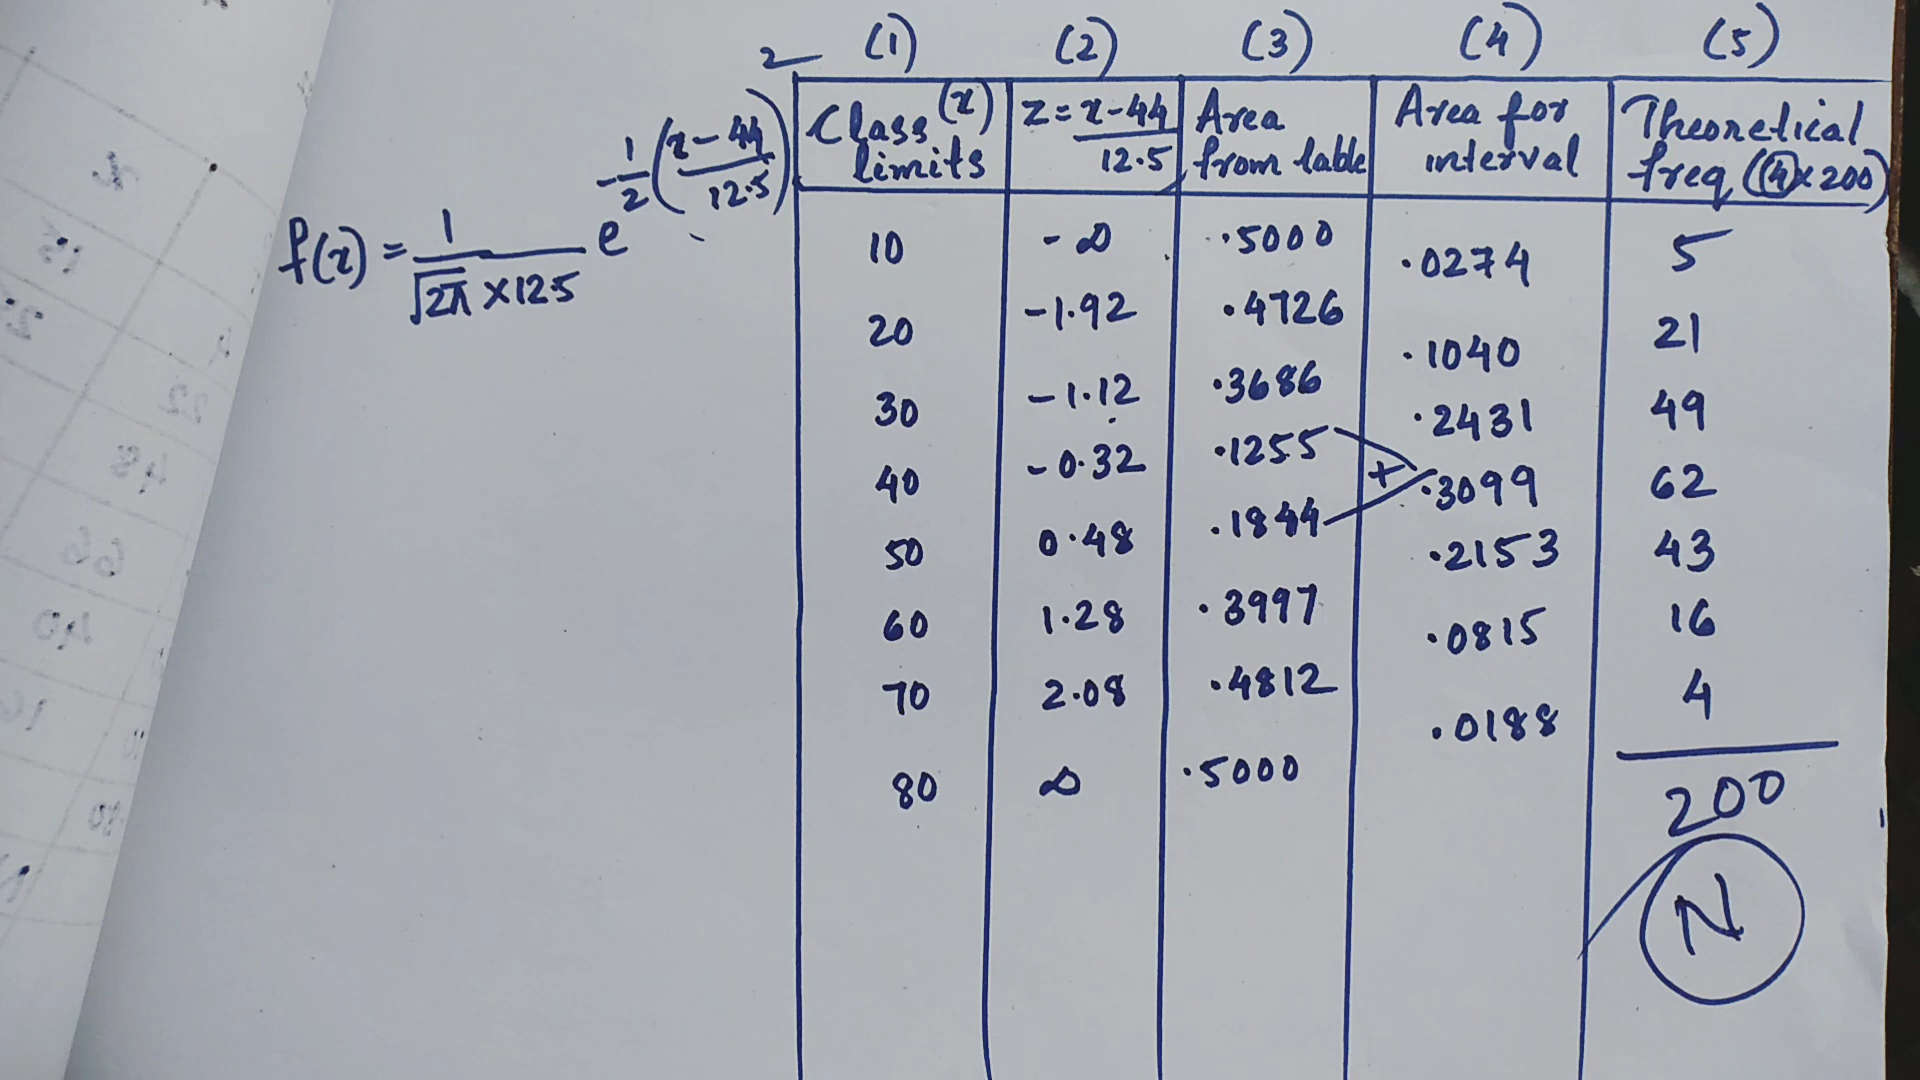 (1) (2) (3) (4) (5)
Class (x) limits z = x-44 / 12.5 Area from table Area for interval Theoretical freq (④×200)
f(x) = 1 / √2π ×12.5 e -1/2 (x-44 / 12.5) 2
10 -∞ .5000
.0274 5
20 -1.92 .4726
.1040 21
30 -1.12 .3686
.2431 49
40 -0.32 .1255
+ .3099 62
50 0.48 .1844
.2153 43
60 1.28 .3997
.0815 16
70 2.08 .4812
.0188 4
80 ∞ .5000
200
N